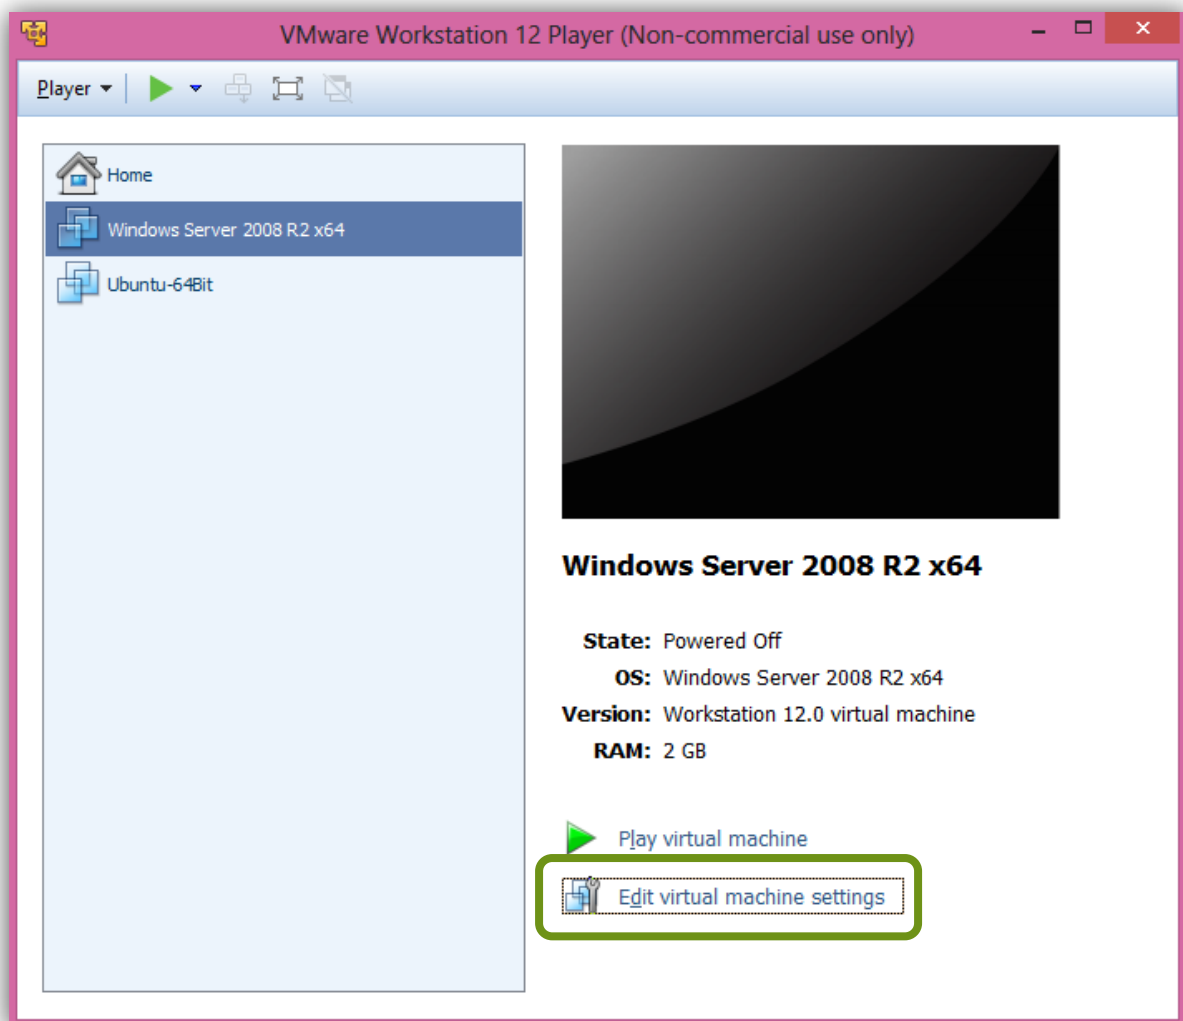 VMware Workstation 12 Player (Non-commercial use only)
Player
Home
Windows Server 2008 R2 x64
Ubuntu-64Bit
Windows Server 2008 R2 x64
State: Powered Off
OS: Windows Server 2008 R2 x64
Version: Workstation 12.0 virtual machine
RAM: 2 GB
Play virtual machine
Edit virtual machine settings